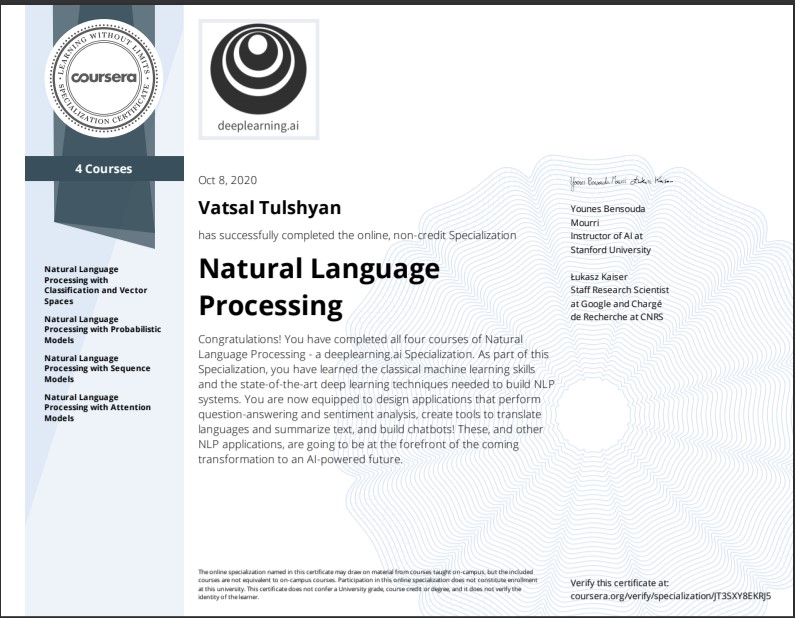 LEARNING WITHOUT LIMITS
coursera
SPECIALIZATION CERTIFICATE
4 Courses
Natural Language
Processing with
Classification and Vector
Spaces
Natural Language
Processing with Probabilistic
Models
Natural Language
Processing with Sequence
Models
Natural Language
Processing with Attention
Models
deeplearning.ai
Oct 8, 2020
Vatsal Tulshyan
has successfully completed the online, non-credit Specialization
Natural Language
Processing
Congratulations! You have completed all four courses of Natural
Language Processing - a deeplearning.ai Specialization. As part of this
Specialization, you have learned the classical machine learning skills
and the state-of-the-art deep learning techniques needed to build NLP
systems. You are now equipped to design applications that perform
question-answering and sentiment analysis, create tools to translate
languages and summarize text, and build chatbots! These, and other
NLP applications, are going to be at the forefront of the coming
transformation to an AI-powered future.
Younes Bensouda Mourri Łukasz Kaiser
Younes Bensouda
Mourri
Instructor of AI at
Stanford University
Łukasz Kaiser
Staff Research Scientist
at Google and Chargé
de Recherche at CNRS
The online specialization named in this certificate may draw on material from courses taught on-campus, but the included
courses are not equivalent to on-campus courses. Participation in this online specialization does not constitute enrollment
at this university. This certificate does not confer a University grade, course credit or degree, and it does not verify the
identity of the learner.
Verify this certificate at:
coursera.org/verify/specialization/JT3SXY8EKRJ5